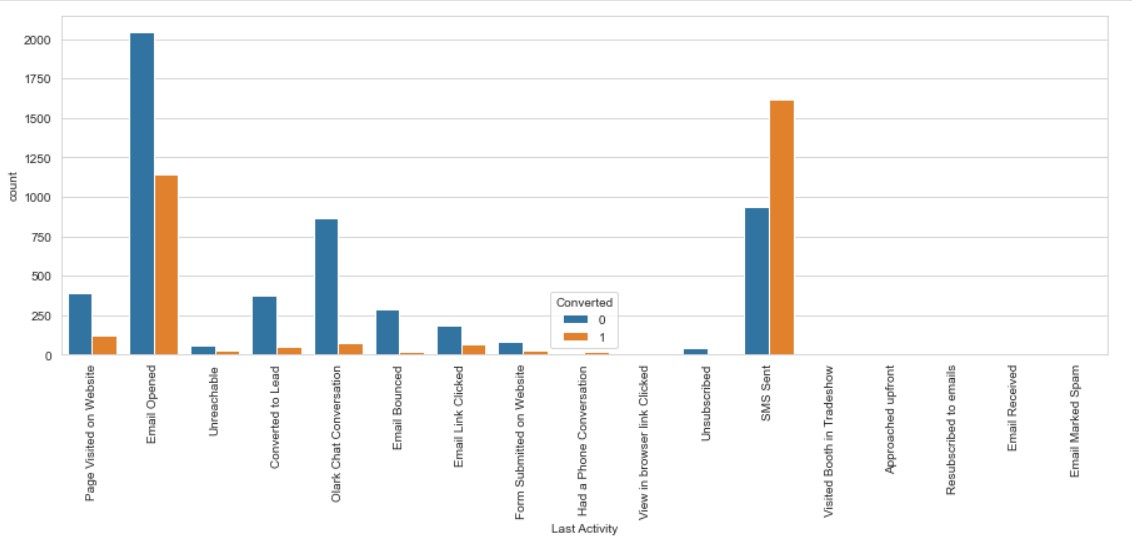 2000
1750
1500
1250
1000
750
500
250
0
count
Converted
0
1
Page Visited on Website
Email Opened
Unreachable
Converted to Lead
Olark Chat Conversation
Email Bounced
Email Link Clicked
Form Submitted on Website
Had a Phone Conversation
View in browser link Clicked
Unsubscribed
SMS Sent
Visited Booth in Tradeshow
Approached upfront
Resubscribed to emails
Email Received
Email Marked Spam
Last Activity